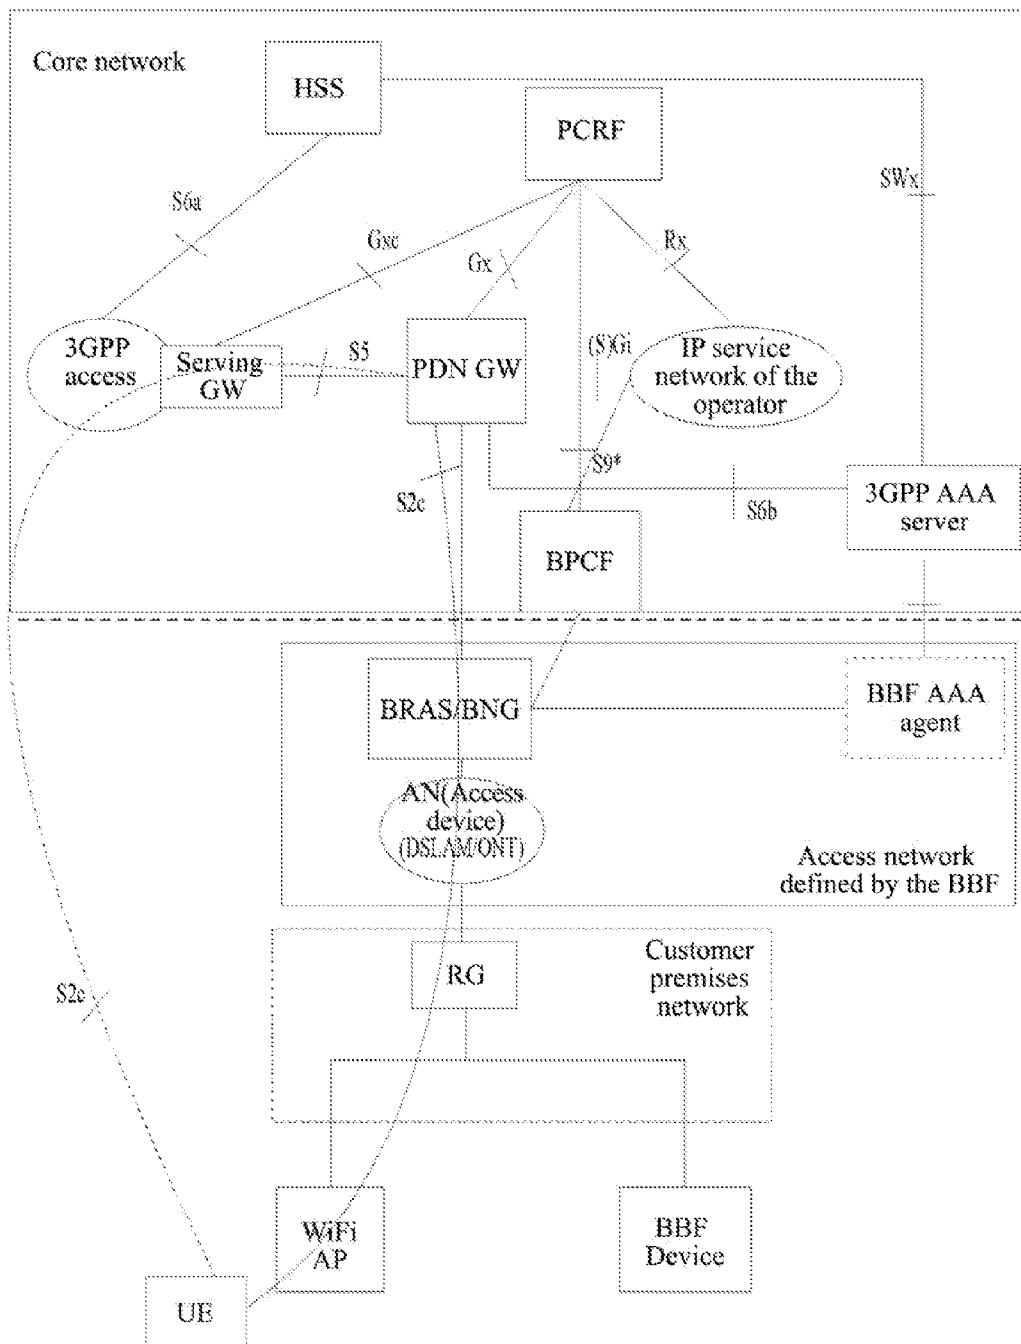 Core network
HSS
PCRF
SWx
S6a
Gxc
Gx
Rx
3GPP
access
Serving
GW
S5
PDN GW
(S)Gi
IP service
network of the
operator
S2c
S9*
S6b
3GPP AAA
server
BPCF
BRAS/BNG
BBF AAA
agent
AN(Access
device)
(DSLAM/ONT)
Access network
defined by the BBF
RG
Customer
premises
network
S2c
WiFi
AP
BBF
Device
UE